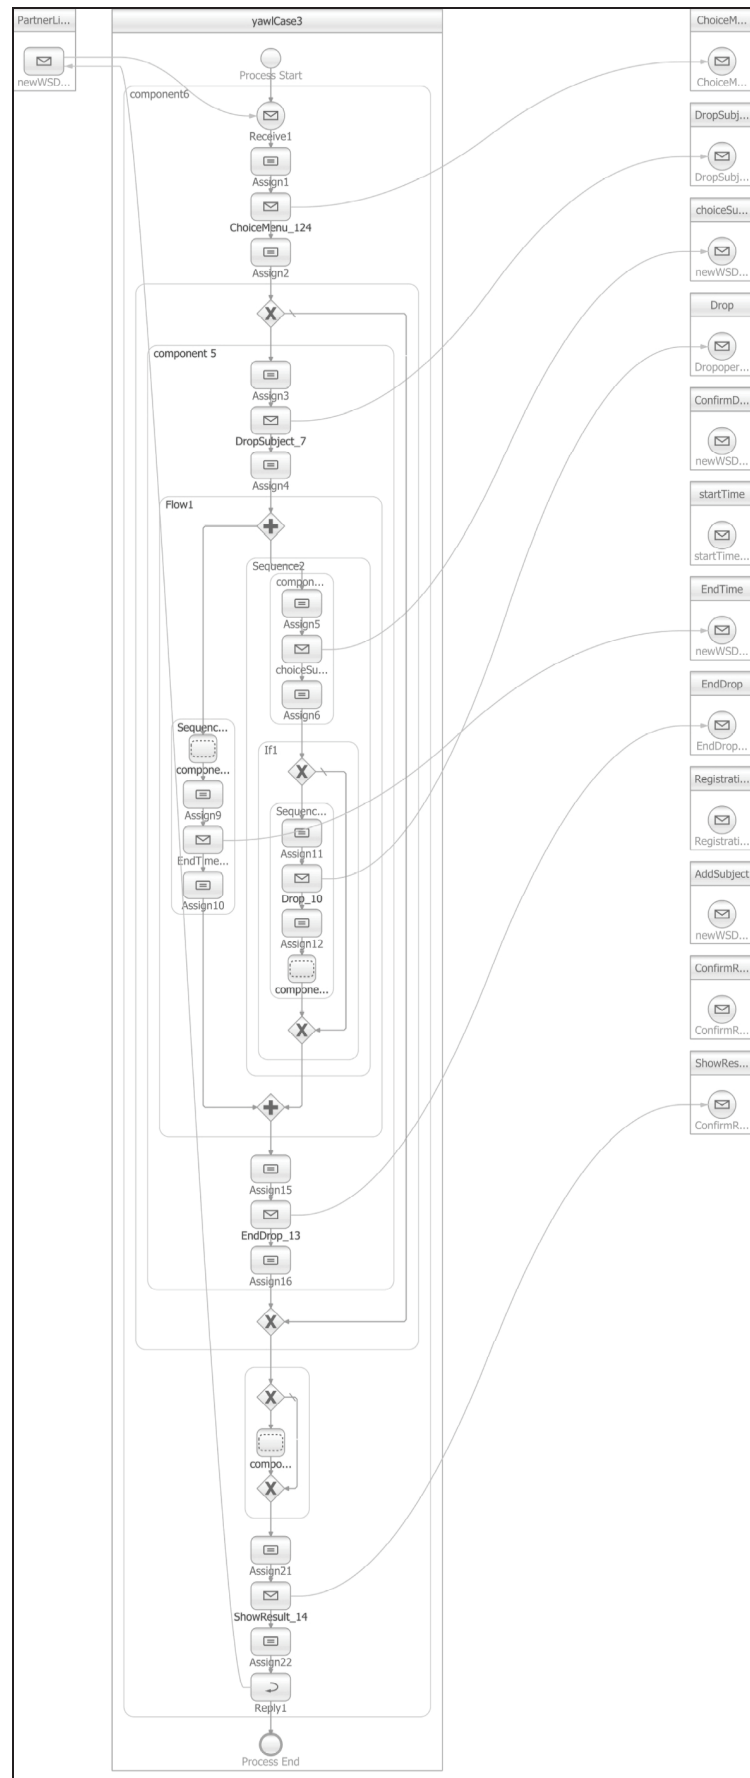 PartnerLi...
newWSD...
yawlCase3
Process Start
component6
Receive1
Assign1
ChoiceMenu_124
Assign2
component 5
Assign3
DropSubject_7
Assign4
Flow1
Sequence2
compon...
Assign5
choiceSu...
Assign6
Sequenc...
compone...
Assign9
EndTime...
Assign10
If1
Sequenc...
Assign11
Drop_10
Assign12
compone...
Assign15
EndDrop_13
Assign16
compo...
Assign21
ShowResult_14
Assign22
Reply1
Process End
ChoiceM...
ChoiceM...
DropSubj...
DropSubj...
choiceSu...
newWSD...
Drop
Dropoper...
ConfirmD...
newWSD...
startTime
startTime...
EndTime
newWSD...
EndDrop
EndDrop...
Registrati...
Registrati...
AddSubject
newWSD...
ConfirmR...
ConfirmR...
ShowRes...
ConfirmR...